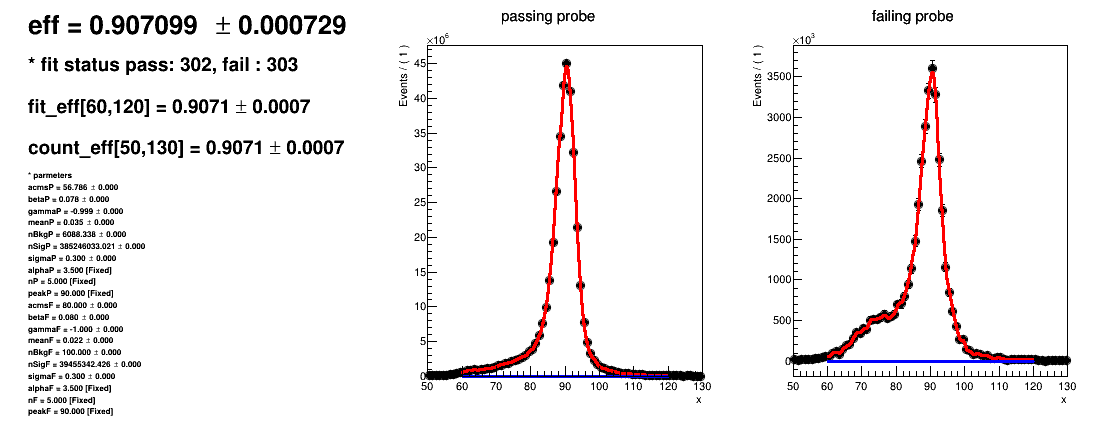 eff = 0.907099 ± 0.000729
* fit status pass: 302, fail : 303
fit_eff[60,120] = 0.9071 ± 0.0007
count_eff[50,130] = 0.9071 ± 0.0007
* parmeters
acmsP = 56.786 ± 0.000
betaP = 0.078 ± 0.000
gammaP = -0.999 ± 0.000
meanP = 0.035 ± 0.000
nBkgP = 6088.338 ± 0.000
nSigP = 385246033.021 ± 0.000
sigmaP = 0.300 ± 0.000
alphaP = 3.500 [Fixed]
nP = 5.000 [Fixed]
peakP = 90.000 [Fixed]
acmsF = 80.000 ± 0.000
betaF = 0.080 ± 0.000
gammaF = -1.000 ± 0.000
meanF = 0.022 ± 0.000
nBkgF = 100.000 ± 0.000
nSigF = 39455342.426 ± 0.000
sigmaF = 0.300 ± 0.000
alphaF = 3.500 [Fixed]
nF = 5.000 [Fixed]
peakF = 90.000 [Fixed]
passing probe
×10⁶
Events / ( 1 )
45
40
35
30
25
20
15
10
5
0
50 60 70 80 90 100 110 120 130
x
failing probe
×10³
Events / ( 1 )
3500
3000
2500
2000
1500
1000
500
0
50 60 70 80 90 100 110 120 130
x